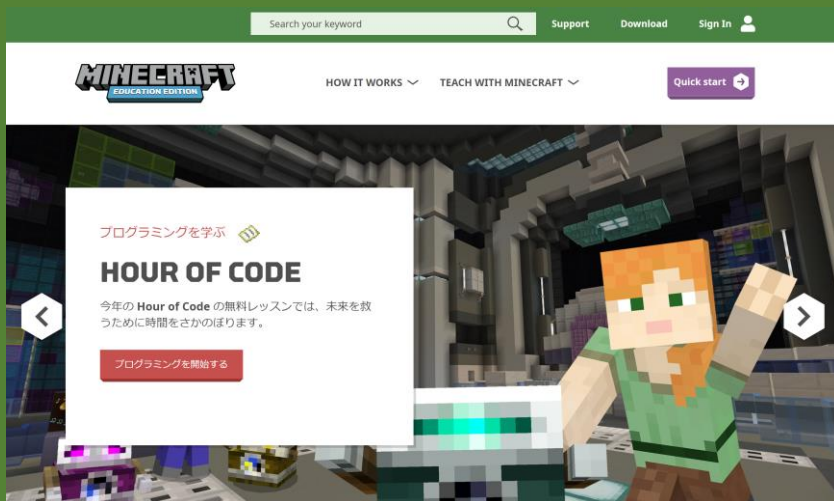 Search your keyword
Support
Download
Sign In
MINECRAFT
EDUCATION EDITION
HOW IT WORKS
TEACH WITH MINECRAFT
Quick start
プログラミングを学ぶ
HOUR OF CODE
今年の Hour of Code の無料レッスンでは、未来を救
うために時間をさかのぼります。
プログラミングを開始する